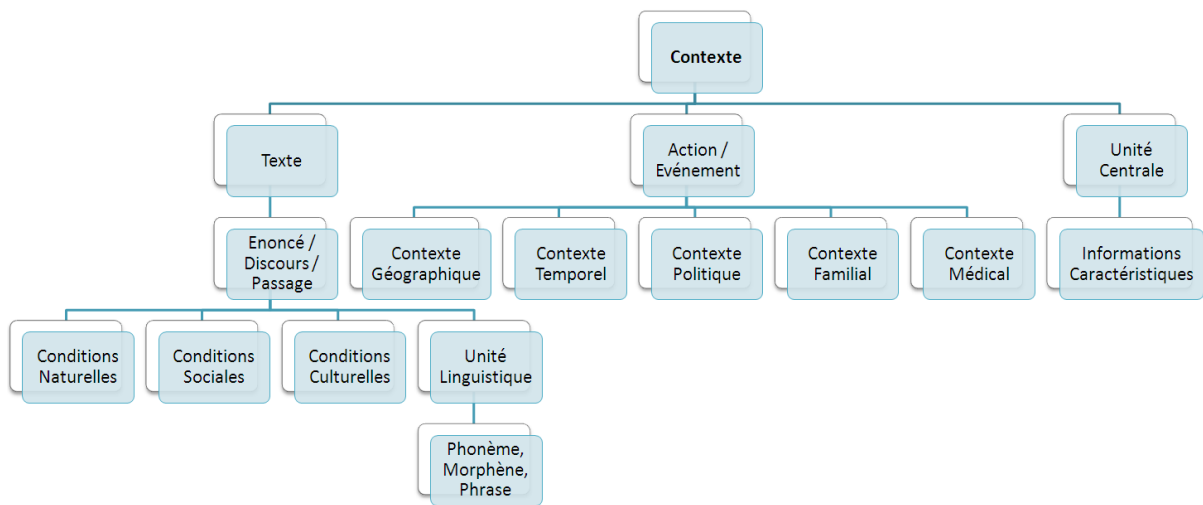 Contexte
Texte
Action /
Evénement
Unité
Centrale
Enoncé /
Discours /
Passage
Contexte
Géographique
Contexte
Temporel
Contexte
Politique
Contexte
Familial
Contexte
Médical
Informations
Caractéristiques
Conditions
Naturelles
Conditions
Sociales
Conditions
Culturelles
Unité
Linguistique
Phonème,
Morphène,
Phrase